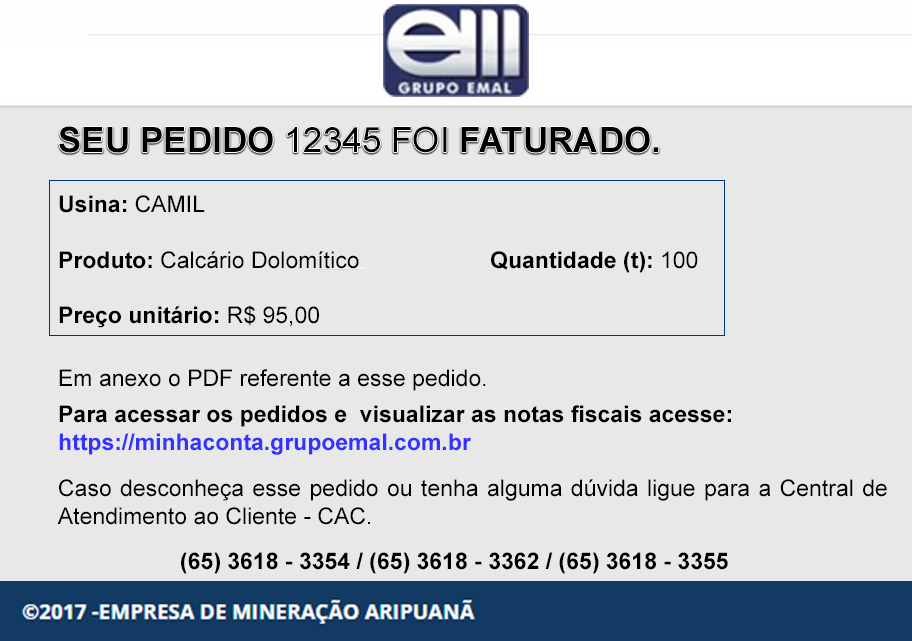 em
GRUPO EMAL
SEU PEDIDO 12345 FOI FATURADO.
Usina: CAMIL
Produto: Calcário Dolomítico Quantidade (t): 100
Preço unitário: R$ 95,00
Em anexo o PDF referente a esse pedido.
Para acessar os pedidos e  visualizar as notas fiscais acesse:
https://minhaconta.grupoemal.com.br
Caso desconheça esse pedido ou tenha alguma dúvida ligue para a Central de
Atendimento ao Cliente - CAC.
(65) 3618 - 3354 / (65) 3618 - 3362 / (65) 3618 - 3355
©2017 -EMPRESA DE MINERAÇÃO ARIPUANÃ